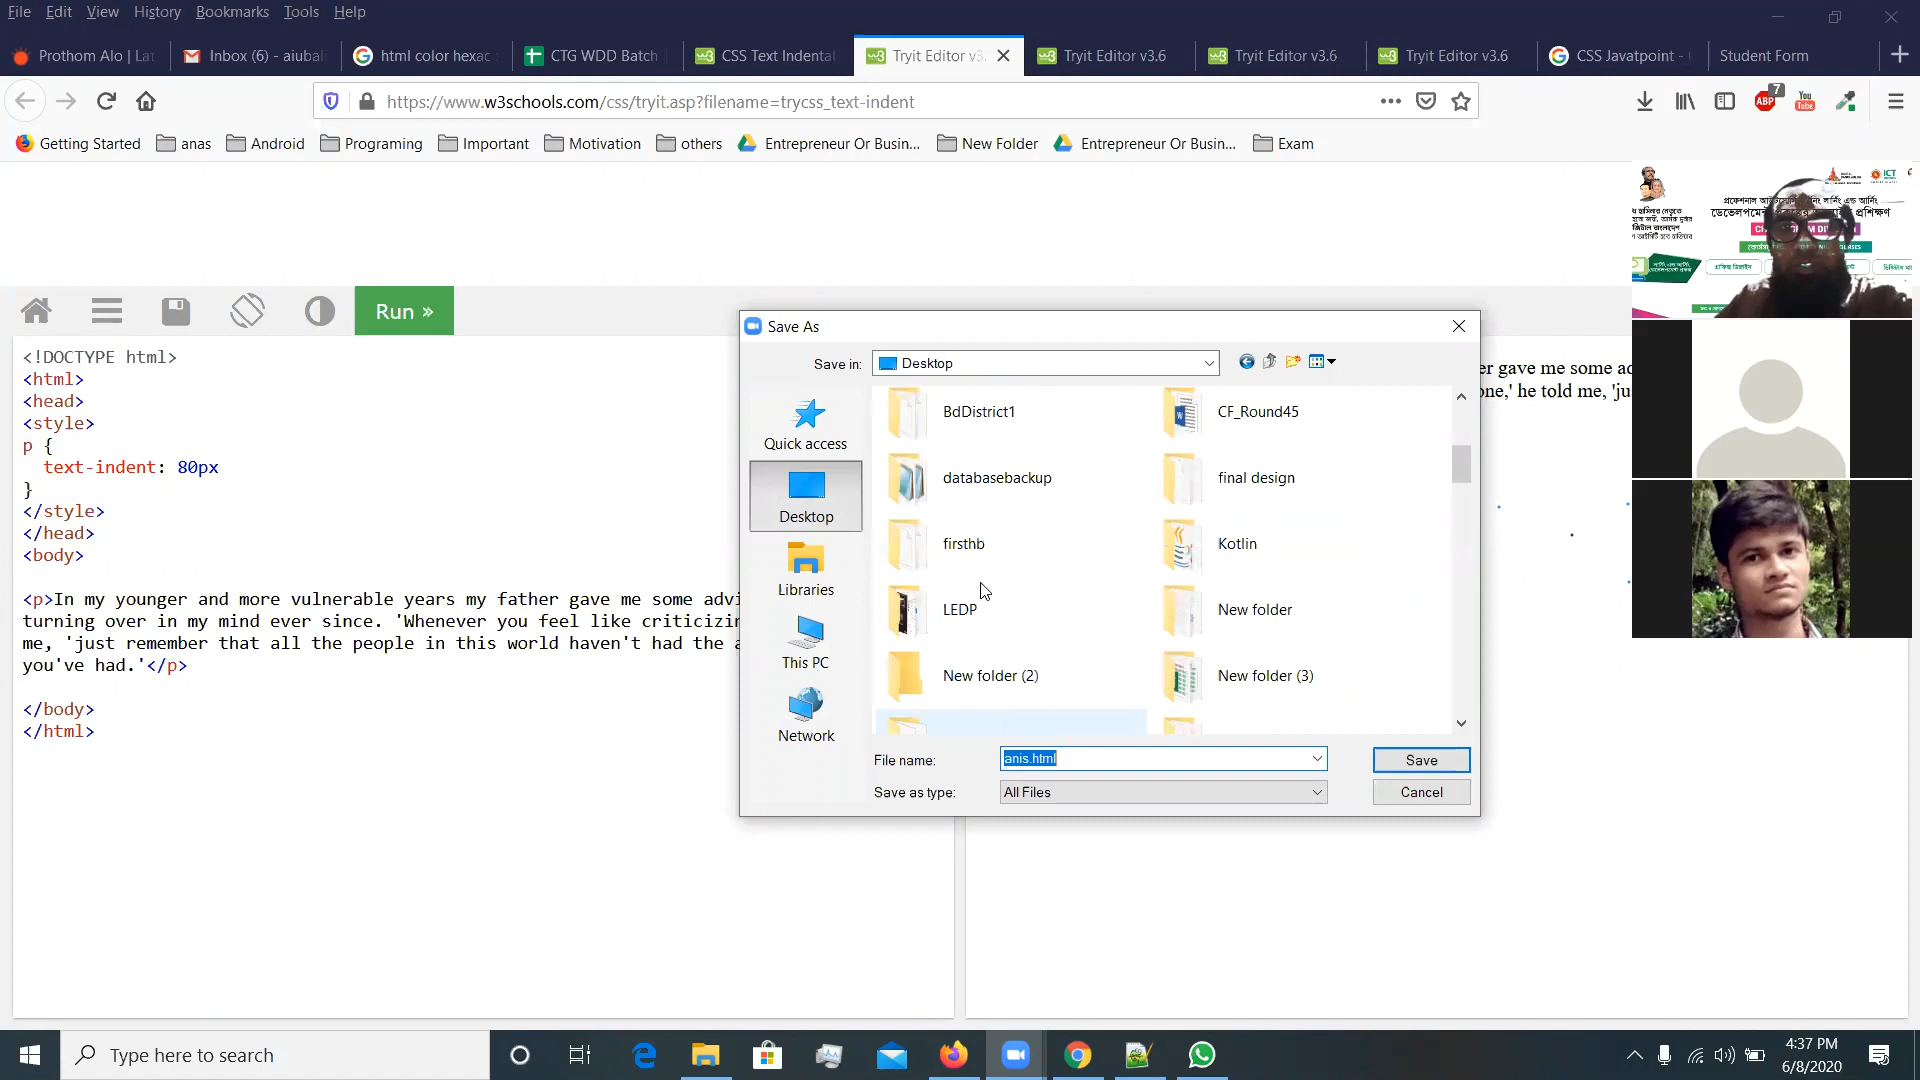 File Edit View History Bookmarks Tools Help
Prothom Alo | Lat
Inbox (6) - aiubali
html color hexac
CTG WDD Batch
CSS Text Indentat
Tryit Editor v3.
Tryit Editor v3.6
Tryit Editor v3.6
Tryit Editor v3.6
CSS Javatpoint -
Student Form
https://www.w3schools.com/css/tryit.asp?filename=trycss_text-indent
ABP
7
You
Tube
Getting Started
anas
Android
Programing
Important
Motivation
others
Entrepreneur Or Busin...
New Folder
Entrepreneur Or Busin...
Exam
ICT
Run »
<!DOCTYPE html>
<html>
<head>
<style>
p {
text-indent: 80px
}
</style>
</head>
<body>
<p>In my younger and more vulnerable years my father gave me some advi
turning over in my mind ever since. 'Whenever you feel like criticizin
me, 'just remember that all the people in this world haven't had the a
you've had.'</p>
</body>
</html>
Save As
Save in:
Desktop
Quick access
Desktop
Libraries
This PC
Network
BdDistrict1
CF_Round45
databasebackup
final design
firsthb
Kotlin
LEDP
New folder
New folder (2)
New folder (3)
File name:
anis.html
Save
Save as type:
All Files
Cancel
er gave me some ad
one,' he told me, 'ju
Type here to search
4:37 PM
6/8/2020